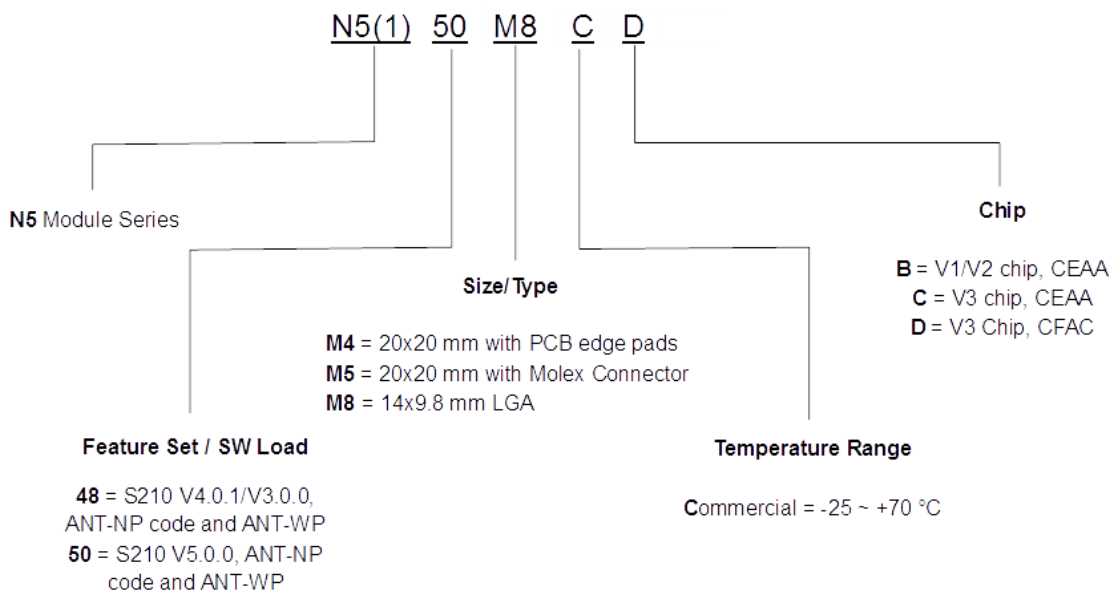 N5(1) 50 M8 C D
N5 Module Series
Chip
B = V1/V2 chip, CEAA
C = V3 chip, CEAA
D = V3 Chip, CFAC
Size/Type
M4 = 20x20 mm with PCB edge pads
M5 = 20x20 mm with Molex Connector
M8 = 14x9.8 mm LGA
Feature Set / SW Load
48 = S210 V4.0.1/V3.0.0,
ANT-NP code and ANT-WP
50 = S210 V5.0.0, ANT-NP
code and ANT-WP
Temperature Range
Commercial = -25 ~ +70 °C